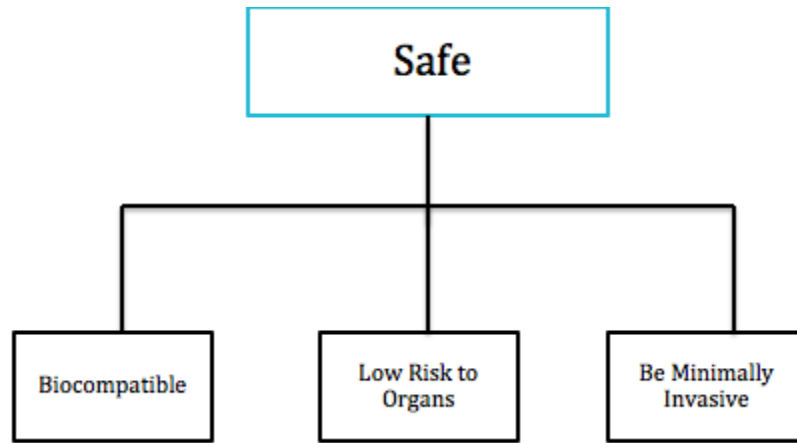 Safe
Biocompatible
Low Risk to
Organs
Be Minimally
Invasive